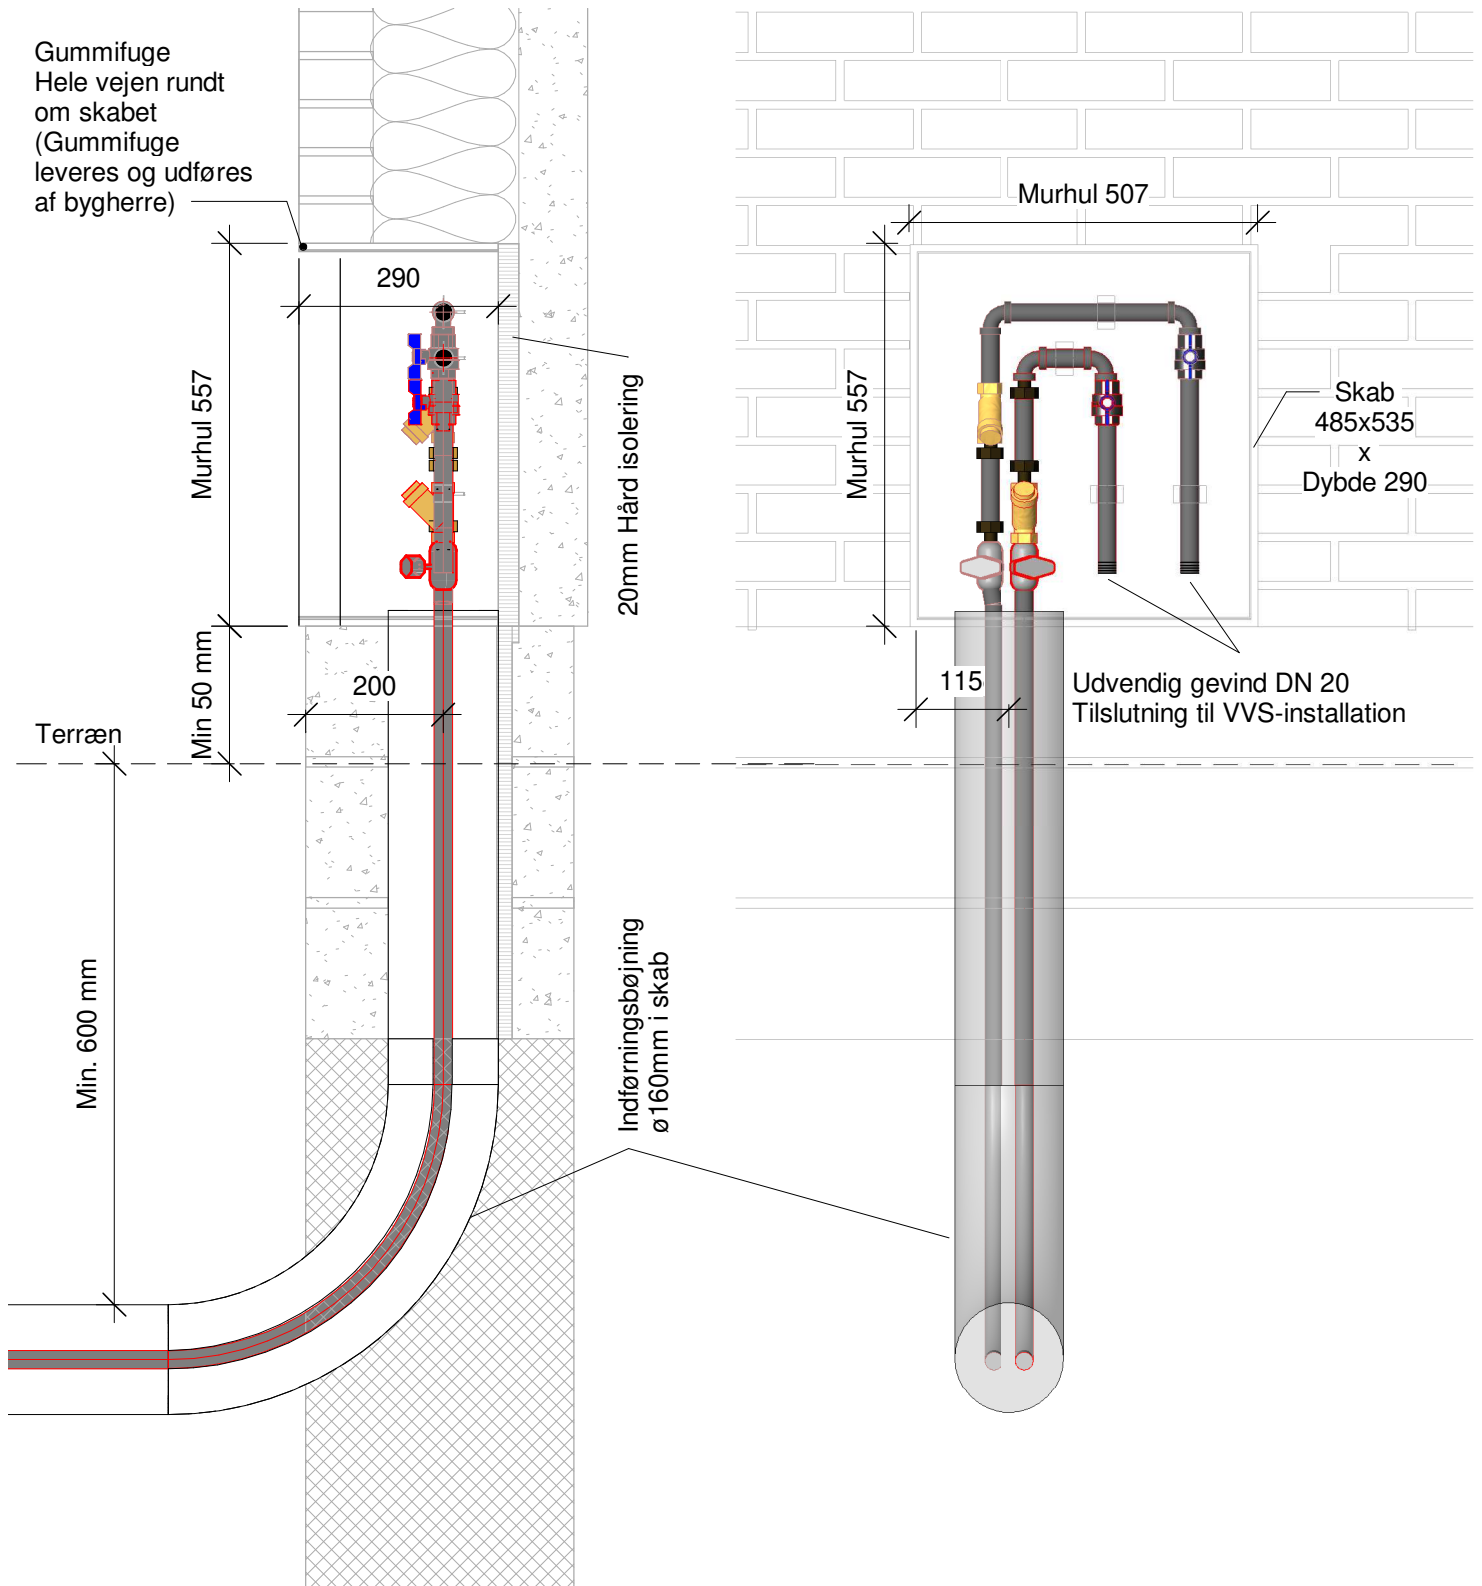 Gummifuge
Hele vejen rundt
om skabet
(Gummifuge
leveres og udføres
af bygherre)
290
Murhul 557
20mm Hård isolering
Min 50 mm
200
Terræn
Min. 600 mm
Indførningsbøjning
ø160mm i skab
Murhul 507
Murhul 557
Skab
485x535
x
Dybde 290
115
Udvendig gevind DN 20
Tilslutning til VVS-installation